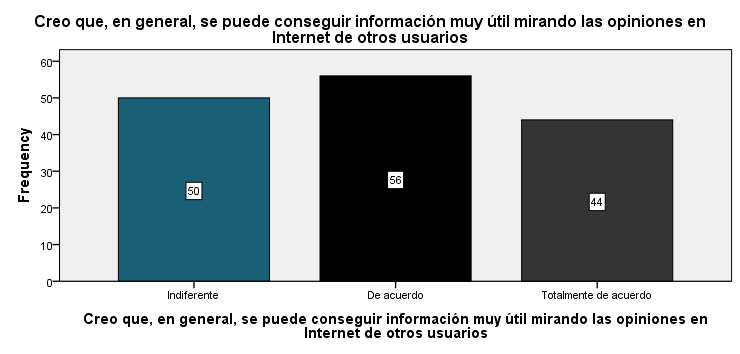 Creo que, en general, se puede conseguir información muy útil mirando las opiniones en
Internet de otros usuarios
60
50
40
30
20
10
0
Frequency
50
56
44
Indiferente
De acuerdo
Totalmente de acuerdo
Creo que, en general, se puede conseguir información muy útil mirando las opiniones en
Internet de otros usuarios